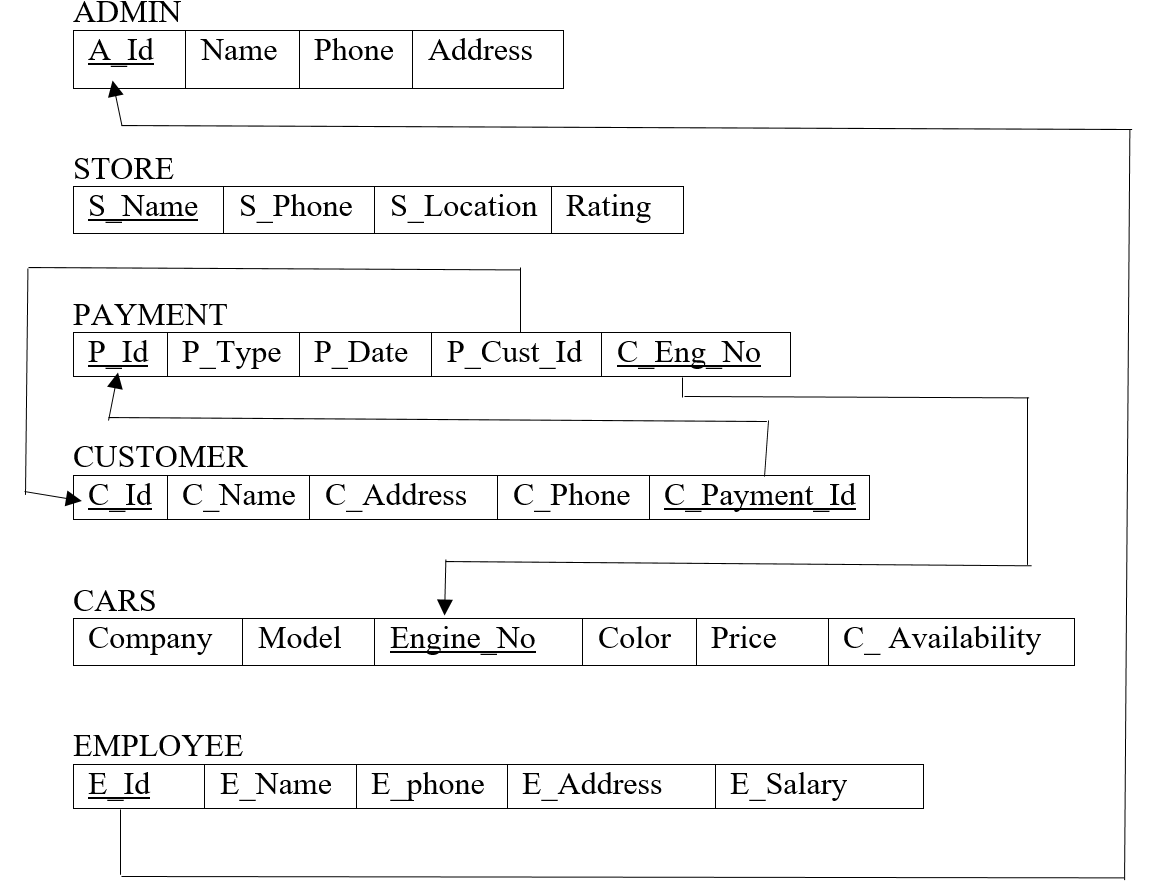 ADMIN
A_Id Name Phone Address
STORE
S_Name S_Phone S_Location Rating
PAYMENT
P_Id P_Type P_Date P_Cust_Id C_Eng_No
CUSTOMER
C_Id C_Name C_Address C_Phone C_Payment_Id
CARS
Company Model Engine_No Color Price C_ Availability
EMPLOYEE
E_Id E_Name E_phone E_Address E_Salary